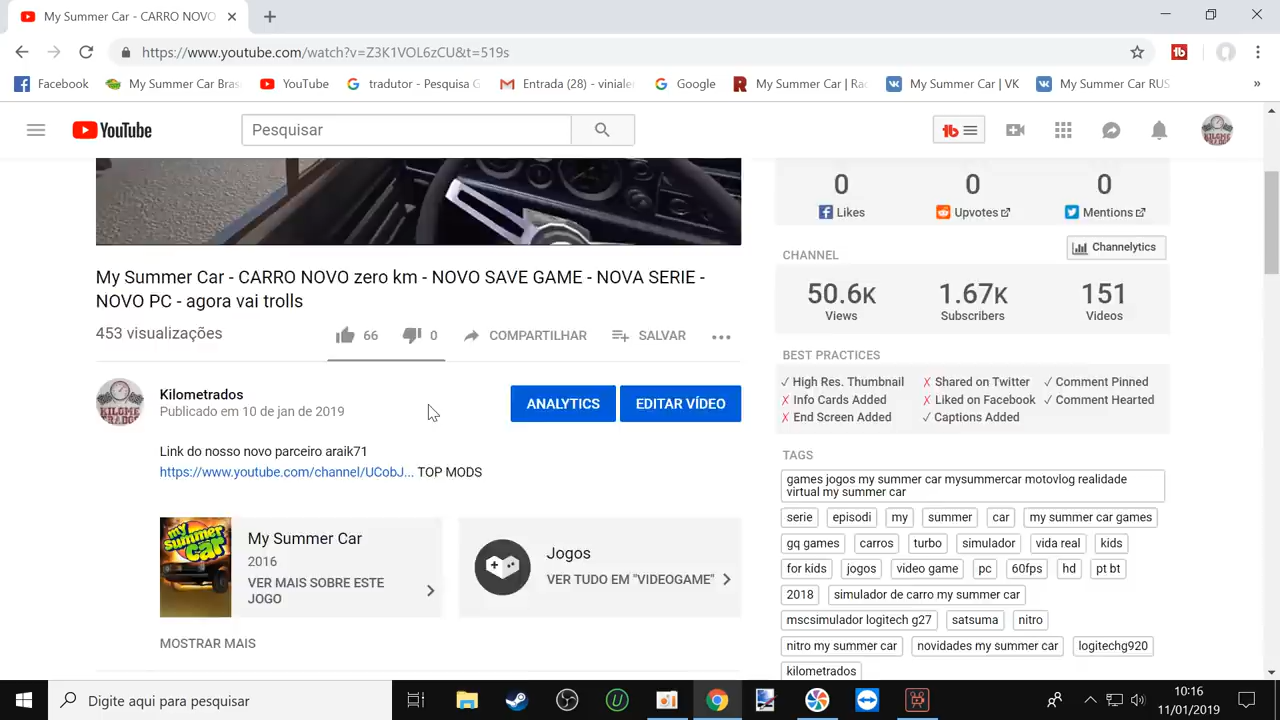 My Summer Car - CARRO NOVO
https://www.youtube.com/watch?v=Z3K1VOL6zCU&t=519s
tb
Facebook
My Summer Car Bras
YouTube
tradutor - Pesquisa G
Entrada (28) - vinialer
Google
My Summer Car | Rac
My Summer Car | VK
My Summer Car RUS
»
YouTube
Pesquisar
tb
0
0
0
Likes
Upvotes
Mentions
Channelytics
CHANNEL
50.6K
1.67K
151
Views
Subscribers
Videos
My Summer Car - CARRO NOVO zero km - NOVO SAVE GAME - NOVA SERIE -
NOVO PC - agora vai trolls
453 visualizações
66
0
COMPARTILHAR
SALVAR
BEST PRACTICES
✓ High Res. Thumbnail
✗ Shared on Twitter
✓ Comment Pinned
✗ Info Cards Added
✗ Liked on Facebook
✓ Comment Hearted
✗ End Screen Added
✓ Captions Added
Kilometrados
Publicado em 10 de jan de 2019
ANALYTICS
EDITAR VÍDEO
Link do nosso novo parceiro araik71
https://www.youtube.com/channel/UCobJ... TOP MODS
my summer car
My Summer Car
2016
VER MAIS SOBRE ESTE
JOGO
Jogos
VER TUDO EM "VIDEOGAME"
MOSTRAR MAIS
TAGS
games jogos my summer car mysummercar motovlog realidade
virtual my summer car
serie
episodi
my
summer
car
my summer car games
gq games
carros
turbo
simulador
vida real
kids
for kids
jogos
video game
pc
60fps
hd
pt bt
2018
simulador de carro my summer car
mscsimulador logitech g27
satsuma
nitro
nitro my summer car
novidades my summer car
logitechg920
kilometrados
Digite aqui para pesquisar
10:16
11/01/2019